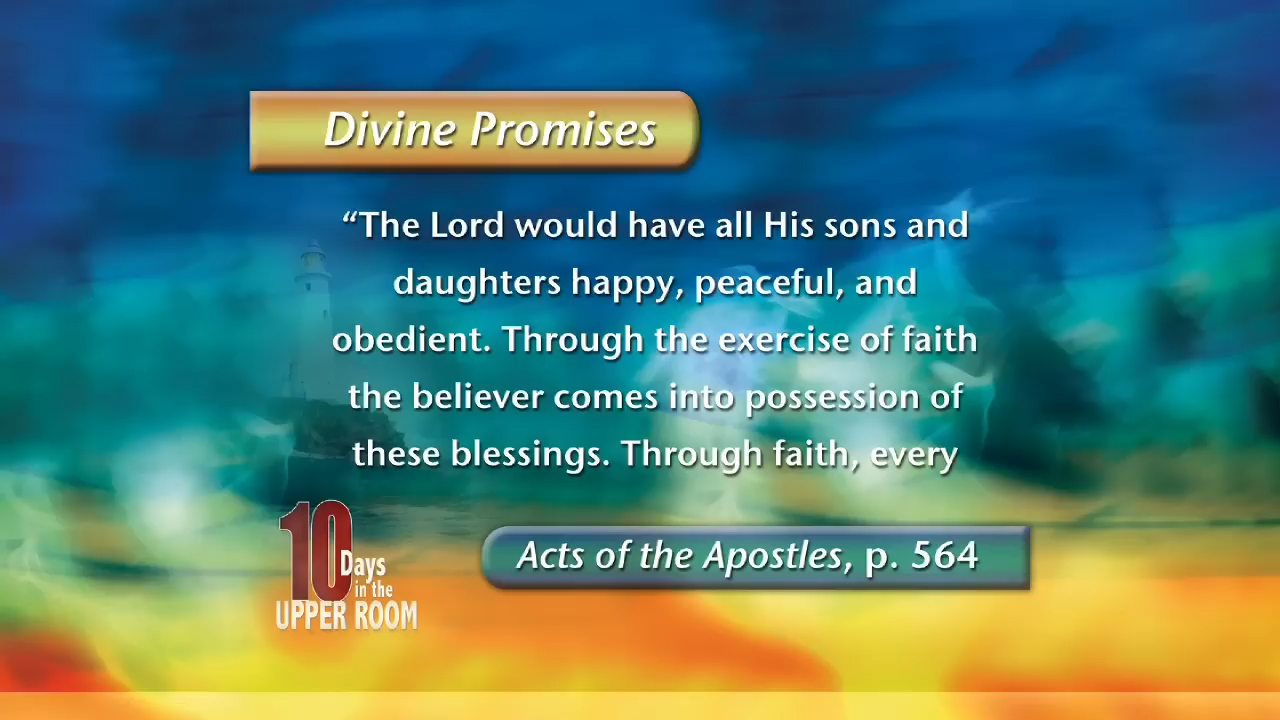 Divine Promises
“The Lord would have all His sons and
daughters happy, peaceful, and
obedient. Through the exercise of faith
the believer comes into possession of
these blessings. Through faith, every
10
Days
in the
UPPER ROOM
Acts of the Apostles, p. 564